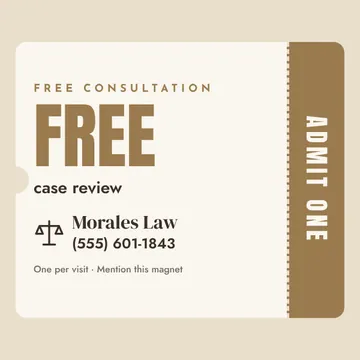 FREE CONSULTATION
FREE
case review
Morales Law
(555) 601-1843
One per visit · Mention this magnet
ADMIT ONE